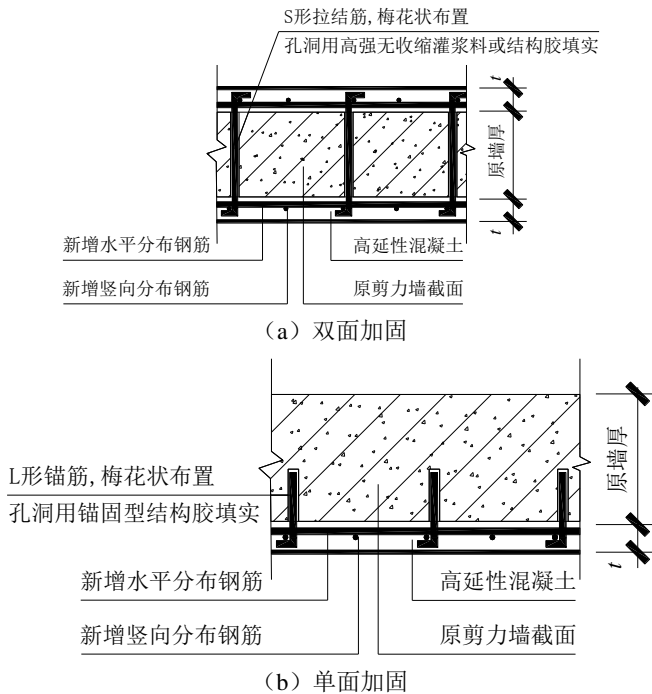 S形拉结筋, 梅花状布置
孔洞用高强无收缩灌浆料或结构胶填实
t
原墙厚
t
新增水平分布钢筋
高延性混凝土
新增竖向分布钢筋
原剪力墙截面
（a）双面加固
原墙厚
L形锚筋, 梅花状布置
孔洞用锚固型结构胶填实
t
新增水平分布钢筋
高延性混凝土
新增竖向分布钢筋
原剪力墙截面
（b）单面加固